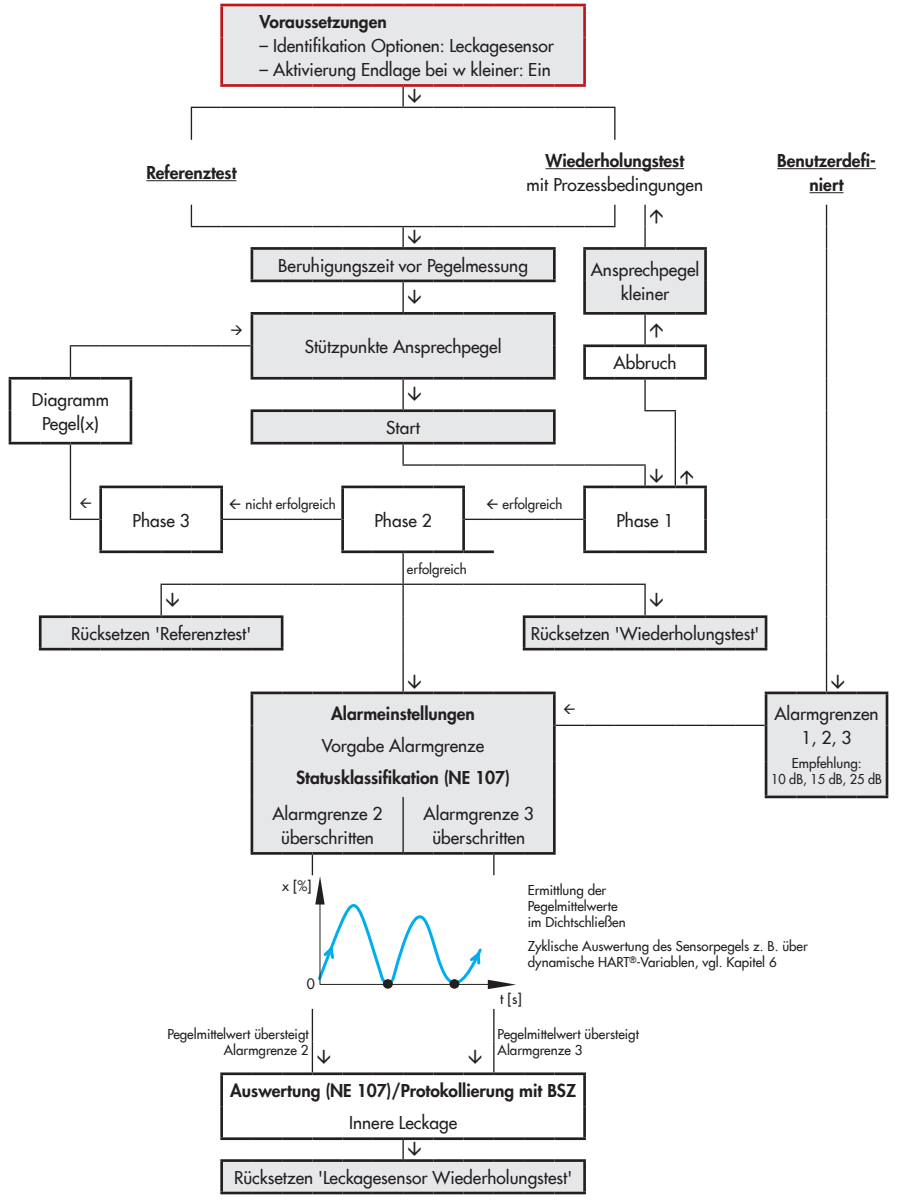 Voraussetzungen
– Identifikation Optionen: Leckagesensor
– Aktivierung Endlage bei w kleiner: Ein
Referenztest
Wiederholungstest
mit Prozessbedingungen
Benutzerdefi-
niert
Beruhigungszeit vor Pegelmessung
Ansprechpegel
kleiner
Stützpunkte Ansprechpegel
Abbruch
Diagramm
Pegel(x)
Start
Phase 3
← nicht erfolgreich
Phase 2
← erfolgreich
Phase 1
erfolgreich
Rücksetzen 'Referenztest'
Rücksetzen 'Wiederholungstest'
Alarmeinstellungen
Vorgabe Alarmgrenze
Statusklassifikation (NE 107)
Alarmgrenze 2
überschritten
Alarmgrenze 3
überschritten
Alarmgrenzen
1, 2, 3
Empfehlung:
10 dB, 15 dB, 25 dB
x [%]
0
t [s]
Ermittlung der
Pegelmittelwerte
im Dichtschließen
Zyklische Auswertung des Sensorpegels z. B. über
dynamische HART®-Variablen, vgl. Kapitel 6
Pegelmittelwert übersteigt
Alarmgrenze 2
Pegelmittelwert übersteigt
Alarmgrenze 3
Auswertung (NE 107)/Protokollierung mit BSZ
Innere Leckage
Rücksetzen 'Leckagesensor Wiederholungstest'